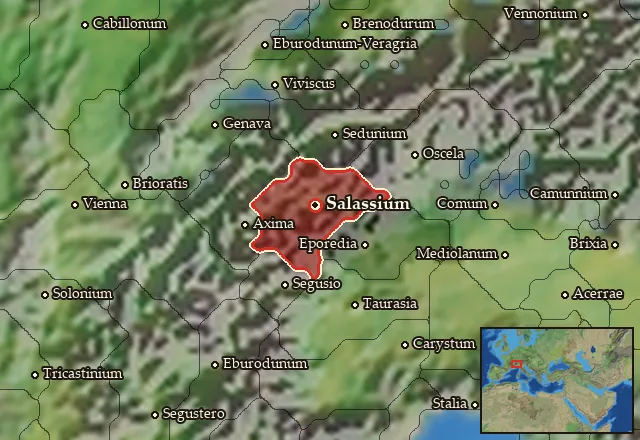 Vennonium
Cabillonum
Brenodurum
Eburodunum-Veragria
Viviscus
Genava
Sedunium
Oscela
Brioratis
Camunnium
Vienna
Salassium
Comum
Axima
Eporedia
Brixia
Mediolanum
Segusio
Solonium
Acerrae
Taurasia
Carystum
Eburodunum
Tricastinium
Stalia
Segustero